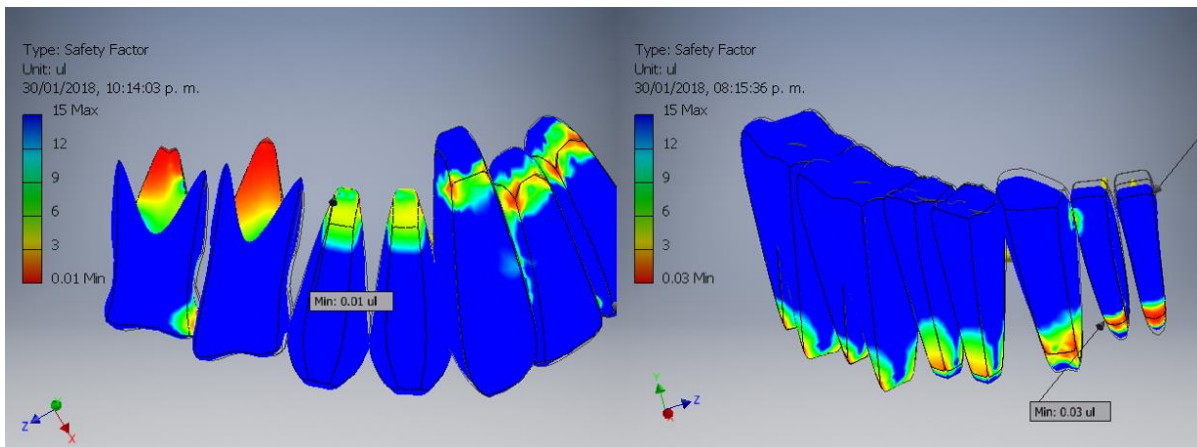 Type: Safety Factor
Unit: ul
30/01/2018, 10:14:03 p. m.
15 Max
12
9
6
3
0.01 Min
Min: 0.01 ul
Z
X
Type: Safety Factor
Unit: ul
30/01/2018, 08:15:36 p. m.
15 Max
12
9
6
3
0.03 Min
Min: 0.03 ul
Y
Z
X